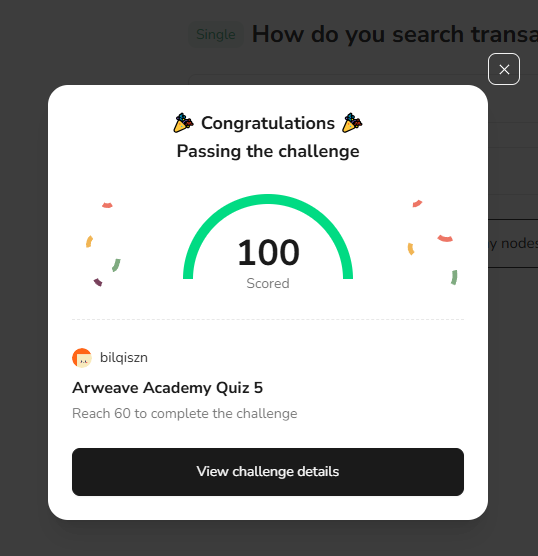 Single How do you search transa
Congratulations
Passing the challenge
100
Scored
y nodes
bilqiszn
Arweave Academy Quiz 5
Reach 60 to complete the challenge
View challenge details